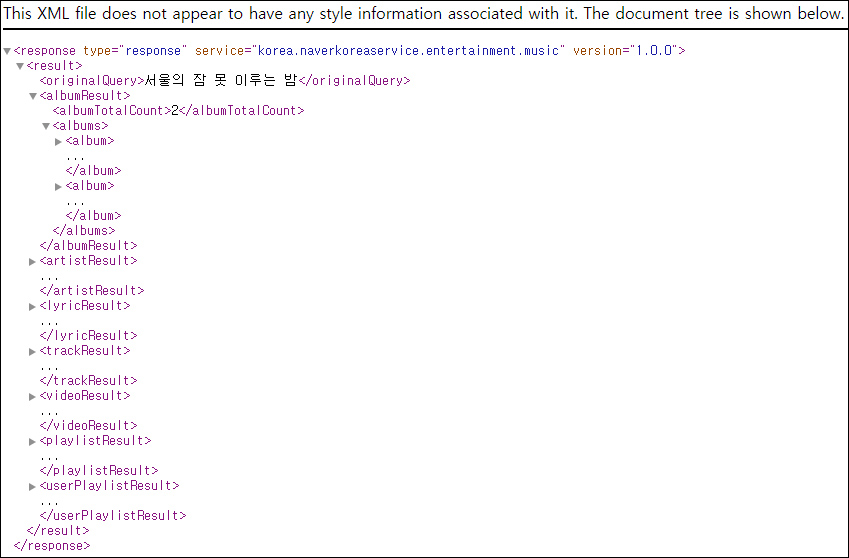 This XML file does not appear to have any style information associated with it. The document tree is shown below.
▼<response type="response" service="korea.naverkoreaservice.entertainment.music" version="1.0.0">
▼<result>
<originalQuery>서울의 잠 못 이루는 밤</originalQuery>
▼<albumResult>
<albumTotalCount>2</albumTotalCount>
▼<albums>
▶<album>
...
</album>
▶<album>
...
</album>
</albums>
</albumResult>
▶<artistResult>
...
</artistResult>
▶<lyricResult>
...
</lyricResult>
▶<trackResult>
...
</trackResult>
▶<videoResult>
...
</videoResult>
▶<playlistResult>
...
</playlistResult>
▶<userPlaylistResult>
...
</userPlaylistResult>
</result>
</response>